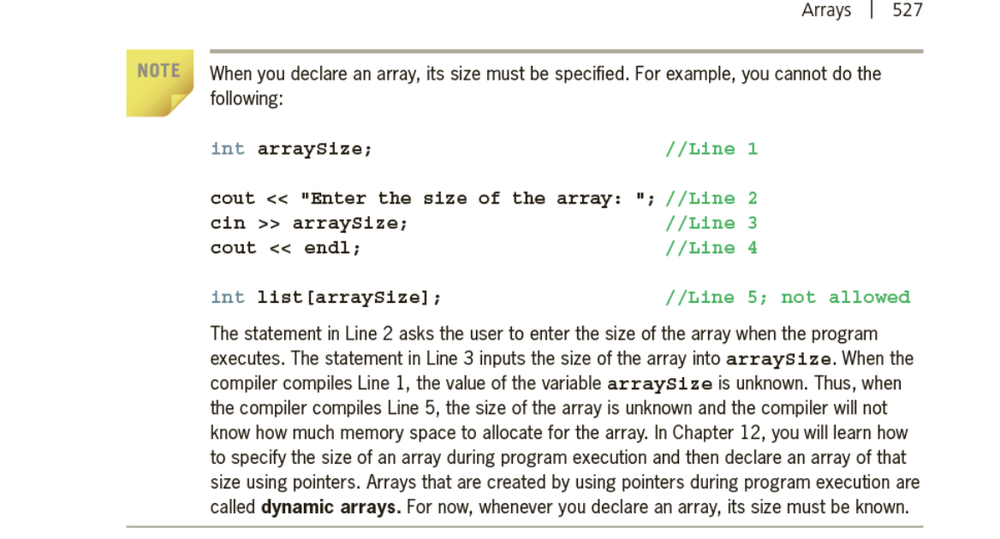 Arrays | 527
NOTE
When you declare an array, its size must be specified. For example, you cannot do the
following:
int arraySize; //Line 1
cout << "Enter the size of the array: "; //Line 2
cin >> arraySize; //Line 3
cout << endl; //Line 4
int list[arraySize]; //Line 5; not allowed
The statement in Line 2 asks the user to enter the size of the array when the program
executes. The statement in Line 3 inputs the size of the array into arraySize. When the
compiler compiles Line 1, the value of the variable arraySize is unknown. Thus, when
the compiler compiles Line 5, the size of the array is unknown and the compiler will not
know how much memory space to allocate for the array. In Chapter 12, you will learn how
to specify the size of an array during program execution and then declare an array of that
size using pointers. Arrays that are created by using pointers during program execution are
called dynamic arrays. For now, whenever you declare an array, its size must be known.